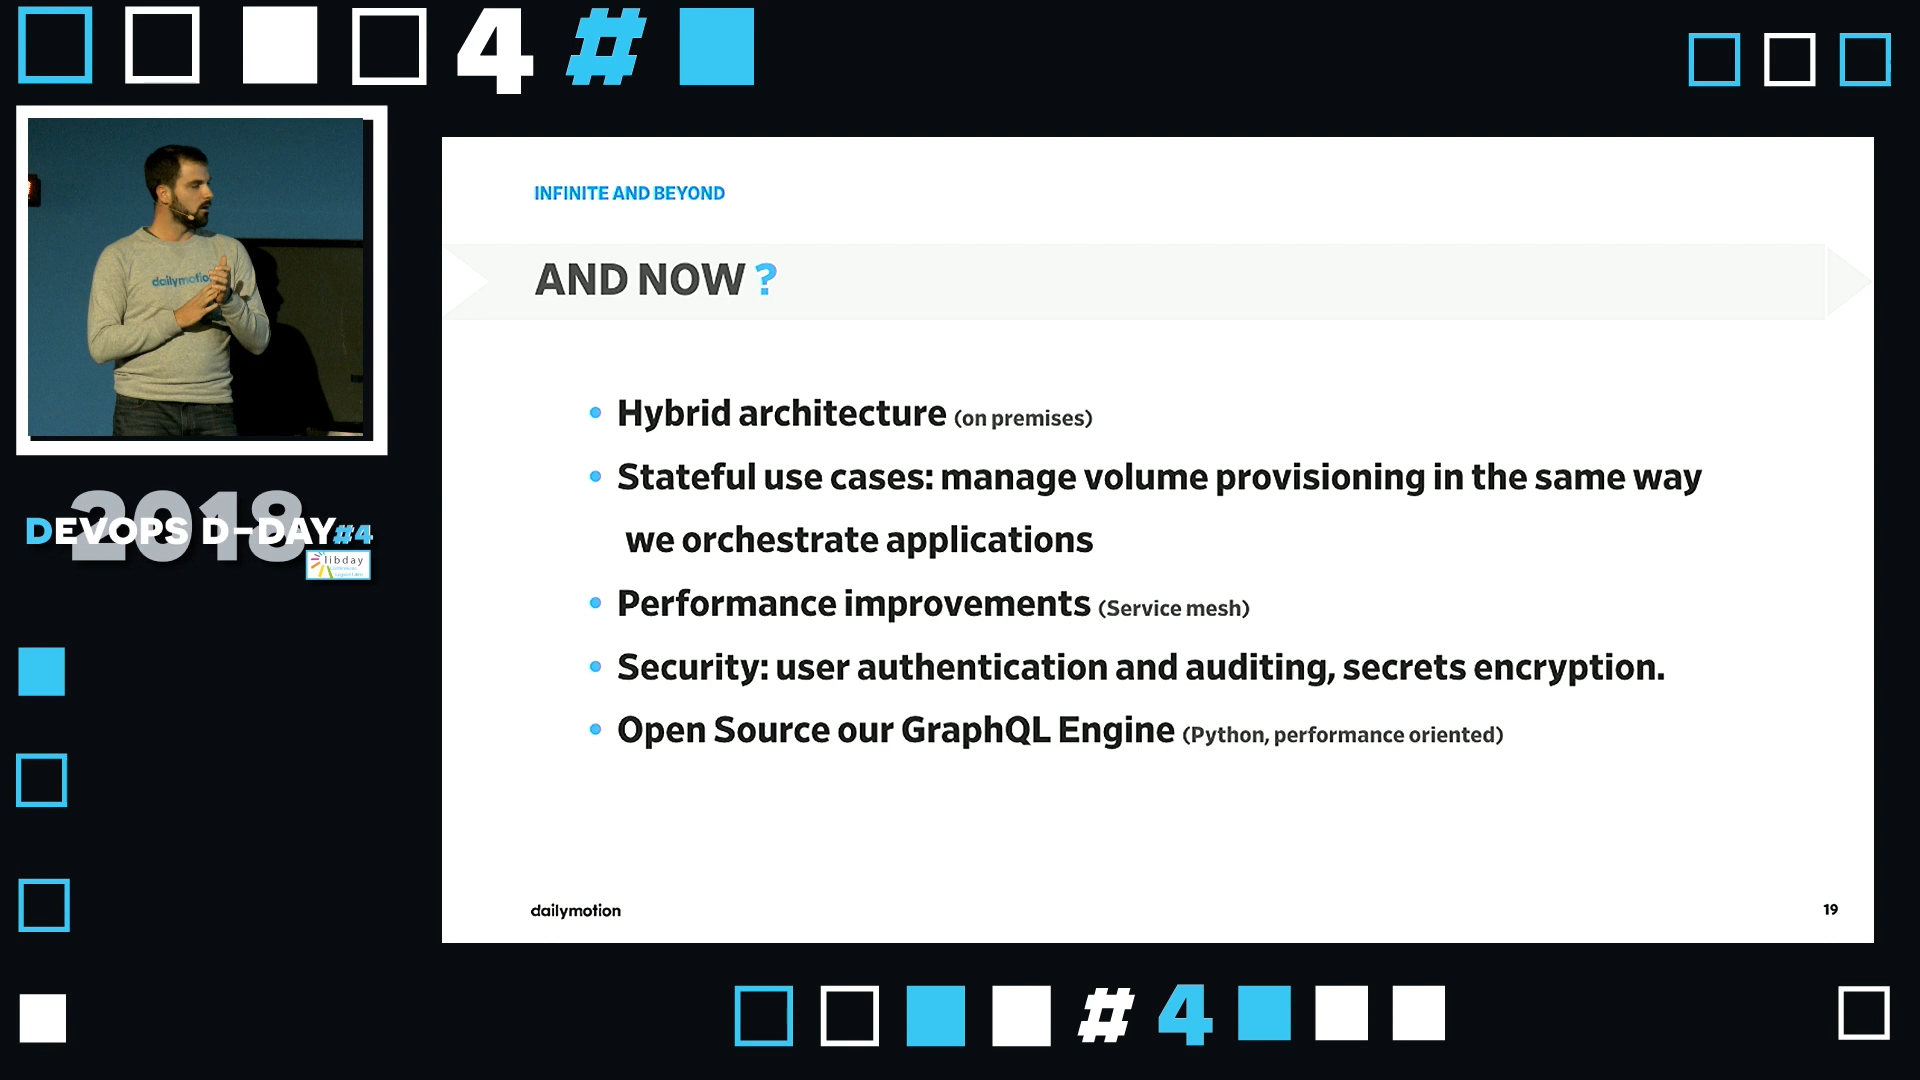 4 #
INFINITE AND BEYOND
AND NOW ?
dailymotio
• Hybrid architecture (on premises)
• Stateful use cases: manage volume provisioning in the same way
we orchestrate applications
• Performance improvements (Service mesh)
• Security: user authentication and auditing, secrets encryption.
• Open Source our GraphQL Engine (Python, performance oriented)
2018
DEVOPS D-DAY#4
libday
dailymotion
19
# 4